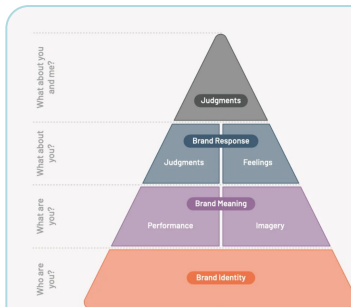 What about you
and me?
Judgments
What about
you?
Brand Response
Judgments
Feelings
What are
you?
Brand Meaning
Performance
Imagery
Who are
you?
Brand Identity